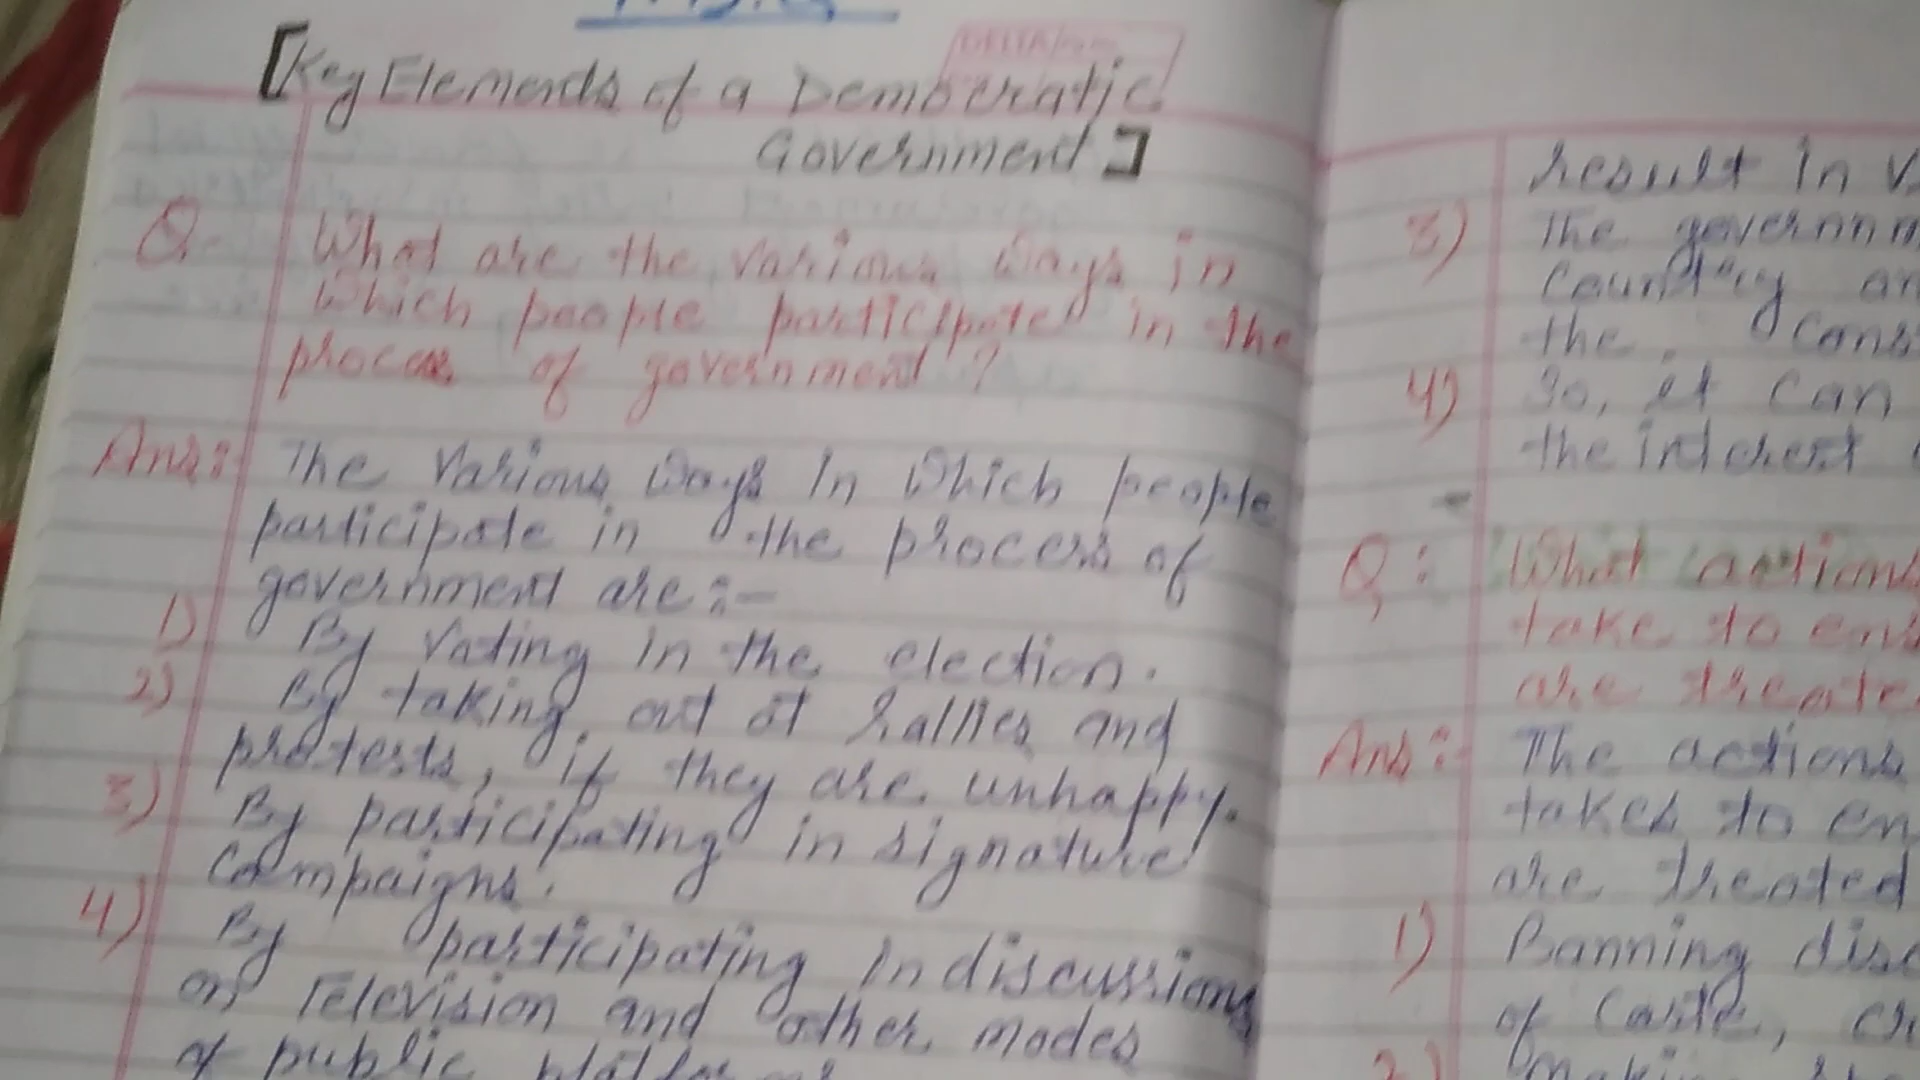 [Key Elements of a Democratic
Government]
Q. What are the various ways in
which people participate in the
process of government?
Ans:- The various ways in which people
participate in the process of
government are:-
1) By voting in the election.
2) By taking out of rallies and
protests, if they are unhappy.
3) By participating in signature
campaigns.
4) By participating in discussions
on Television and other modes
of public
result in
3) The
country
the
4) So, it can
the interest
Q: What actions
take to
are
Ans:- The actions
takes to
are treated
1) Banning
of caste,
2)